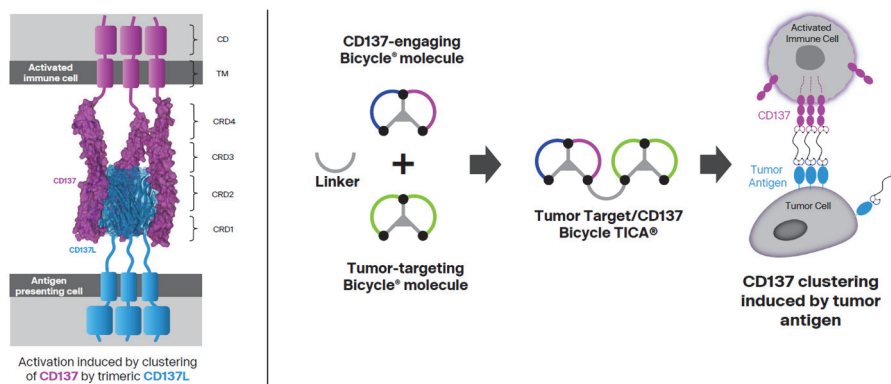 CD
TM
Activated
immune cell
CRD4
CRD3
CD137
CRD2
CRD1
CD137L
Antigen
presenting cell
Activation induced by clustering
of CD137 by trimeric CD137L
CD137-engaging
Bicycle® molecule
Linker
+
Tumor-targeting
Bicycle® molecule
Tumor Target/CD137
Bicycle TICA®
Activated
Immune Cell
CD137
Tumor
Antigen
Tumor Cell
CD137 clustering
induced by tumor
antigen